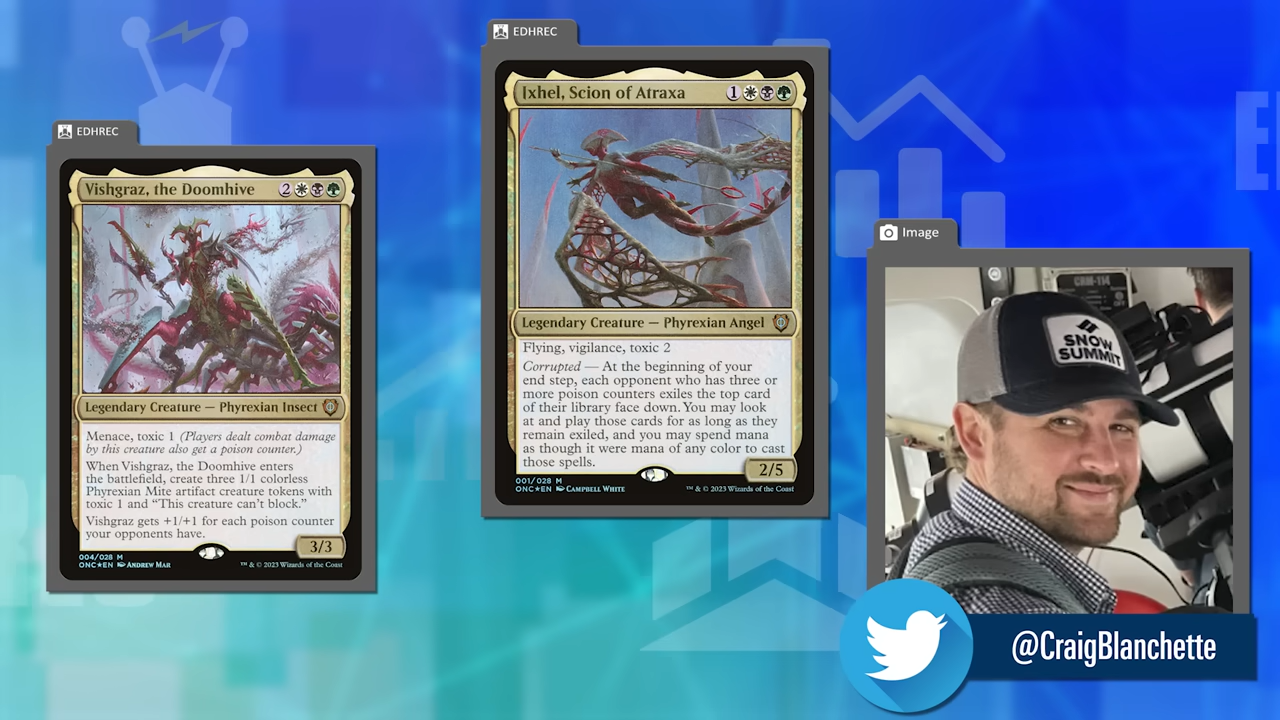 EDHREC
Vishgraz, the Doomhive 2
Legendary Creature — Phyrexian Insect
Menace, toxic 1 (Players dealt combat damage
by this creature also get a poison counter.)
When Vishgraz, the Doomhive enters
the battlefield, create three 1/1 colorless
Phyrexian Mite artifact creature tokens with
toxic 1 and “This creature can’t block.”
Vishgraz gets +1/+1 for each poison counter
your opponents have.
3/3
004/028 M
ONC★EN Andrew Mar ™ & © 2023 Wizards of the Coast
EDHREC
Ixhel, Scion of Atraxa 1
Legendary Creature — Phyrexian Angel
Flying, vigilance, toxic 2
Corrupted — At the beginning of your
end step, each opponent who has three or
more poison counters exiles the top card
of their library face down. You may look
at and play those cards for as long as they
remain exiled, and you may spend mana
as though it were mana of any color to cast
those spells.
2/5
001/028 M
ONC★EN Campbell White ™ & © 2023 Wizards of the Coast
Image
SNOW
SUMMIT
@CraigBlanchette